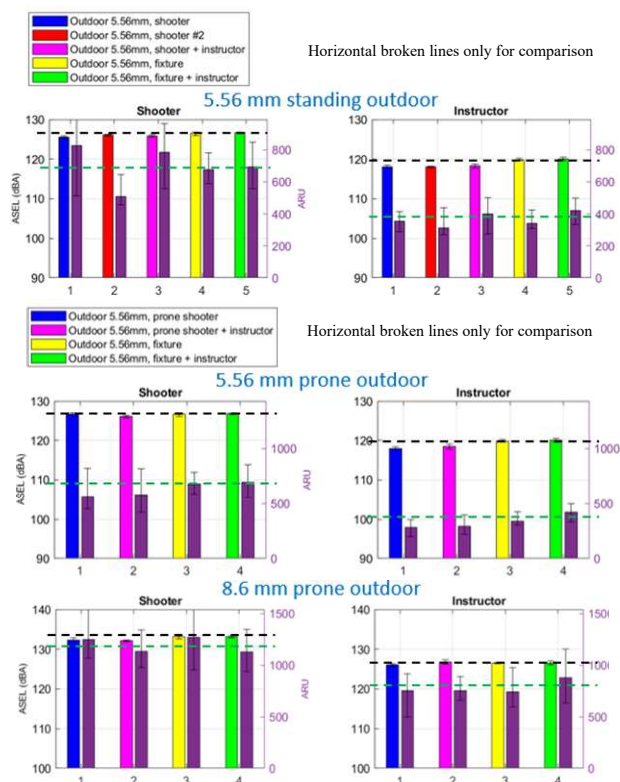 Outdoor 5.56mm, shooter
Outdoor 5.56mm, shooter #2
Outdoor 5.56mm, shooter + instructor
Outdoor 5.56mm, fixture
Outdoor 5.56mm, fixture + instructor
Horizontal broken lines only for comparison
5.56 mm standing outdoor
Shooter
Instructor
ASEL (dBA)
130
120
110
100
90
1 2 3 4 5
800
600
400
200
0
130
120
110
100
90
1 2 3 4 5
800
600
400
200
0
ARU
Outdoor 5.56mm, prone shooter
Outdoor 5.56mm, prone shooter + instructor
Outdoor 5.56mm, fixture
Outdoor 5.56mm, fixture + instructor
Horizontal broken lines only for comparison
5.56 mm prone outdoor
Shooter
Instructor
ASEL (dBA)
130
120
110
100
90
1 2 3 4
1000
500
0
ARU
130
120
110
100
90
1 2 3 4
1000
500
0
8.6 mm prone outdoor
Shooter
Instructor
140
130
120
110
100
1 2 3 4
1500
1000
500
0
140
130
120
110
100
1 2 3 4
1500
1000
500
0